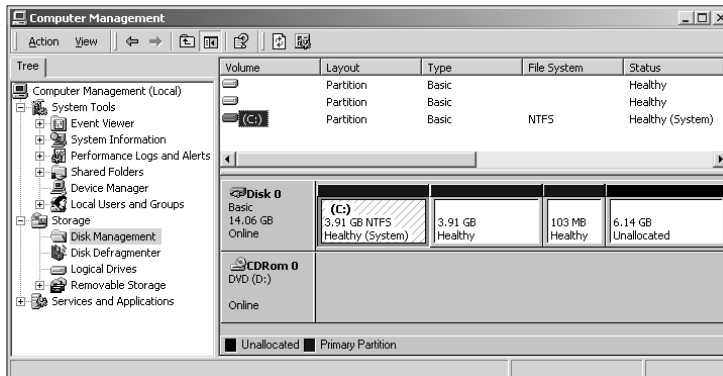 Computer Management
Action View
Tree
Computer Management (Local)
System Tools
Event Viewer
System Information
Performance Logs and Alerts
Shared Folders
Device Manager
Local Users and Groups
Storage
Disk Management
Disk Defragmenter
Logical Drives
Removable Storage
Services and Applications
Volume Layout Type File System Status
Partition Basic Healthy
Partition Basic Healthy
(C:) Partition Basic NTFS Healthy (System)
Disk 0
Basic
14.06 GB
Online
(C:)
3.91 GB NTFS
Healthy (System)
3.91 GB
Healthy
103 MB
Healthy
6.14 GB
Unallocated
CDRom 0
DVD (D:)
Online
Unallocated Primary Partition